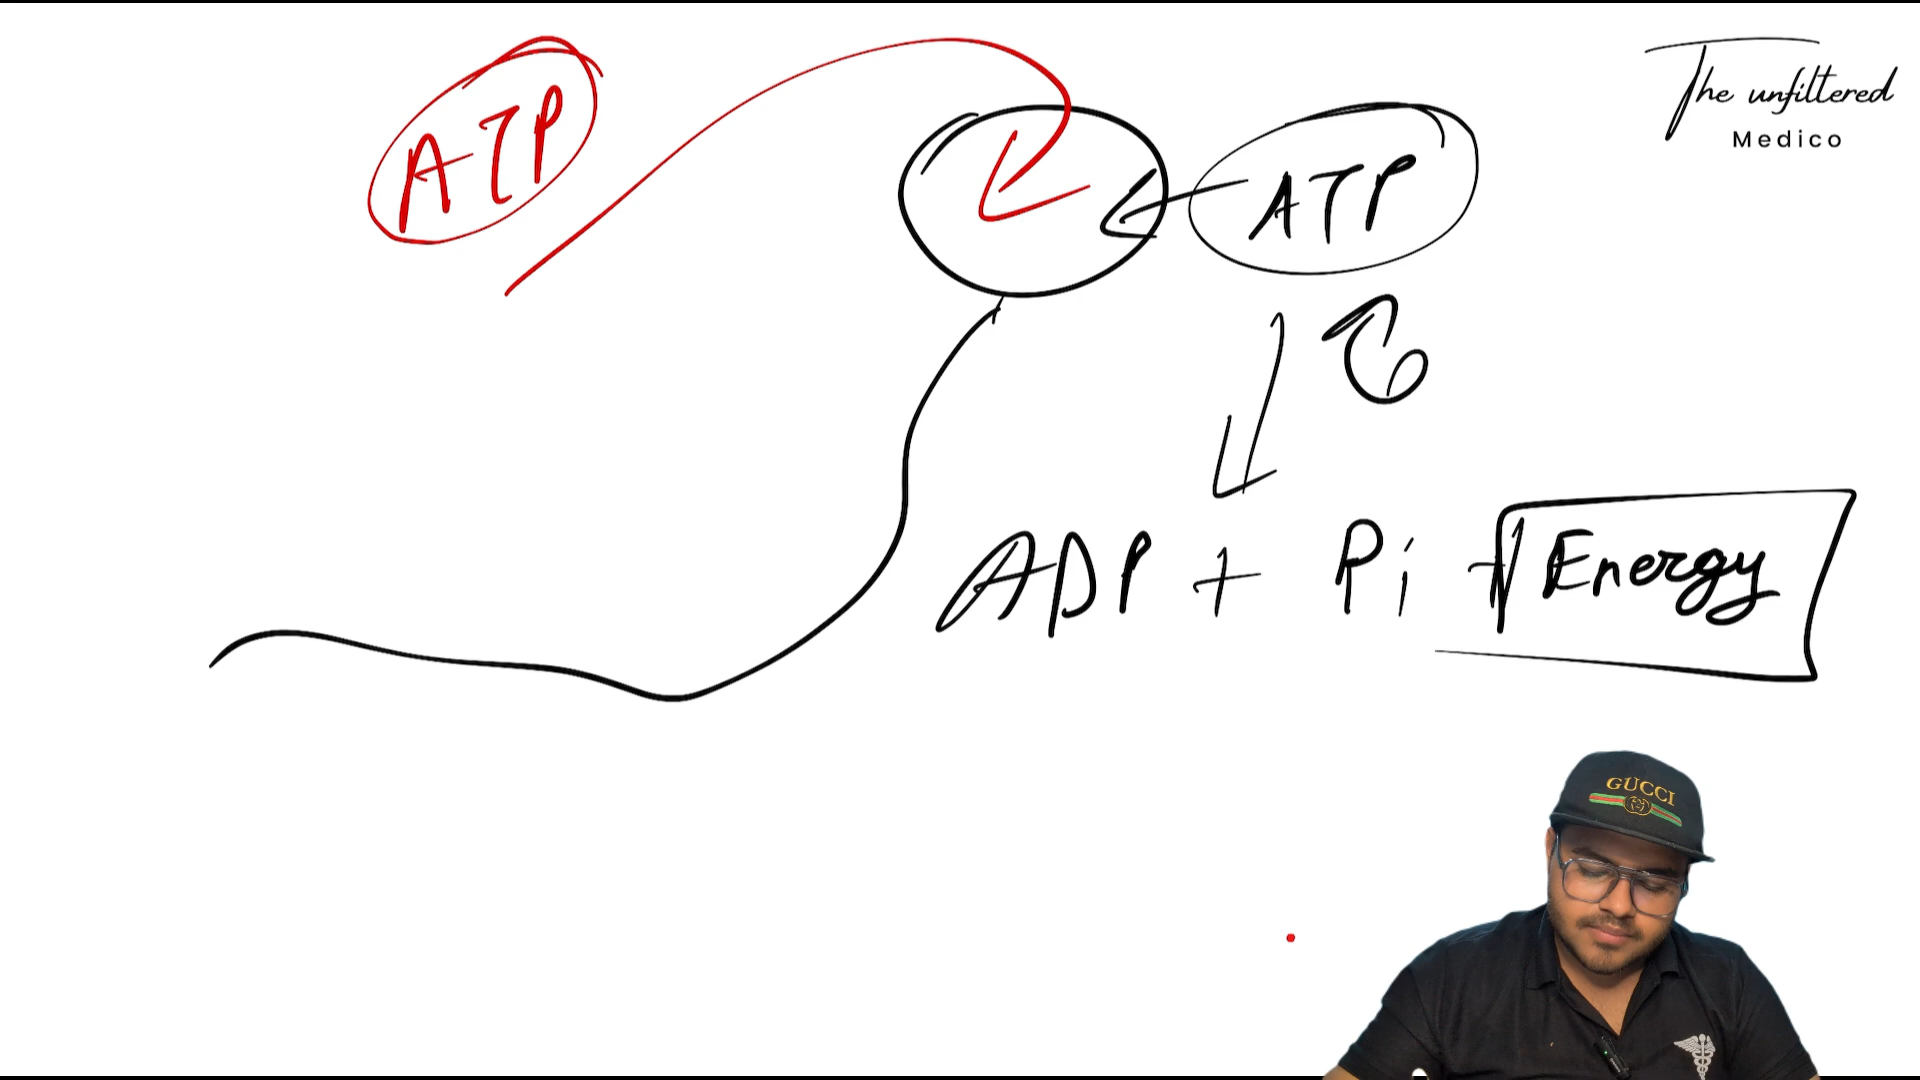 ATP
The unfiltered
Medico
ATP
ADP + Pi + Energy
GUCCI